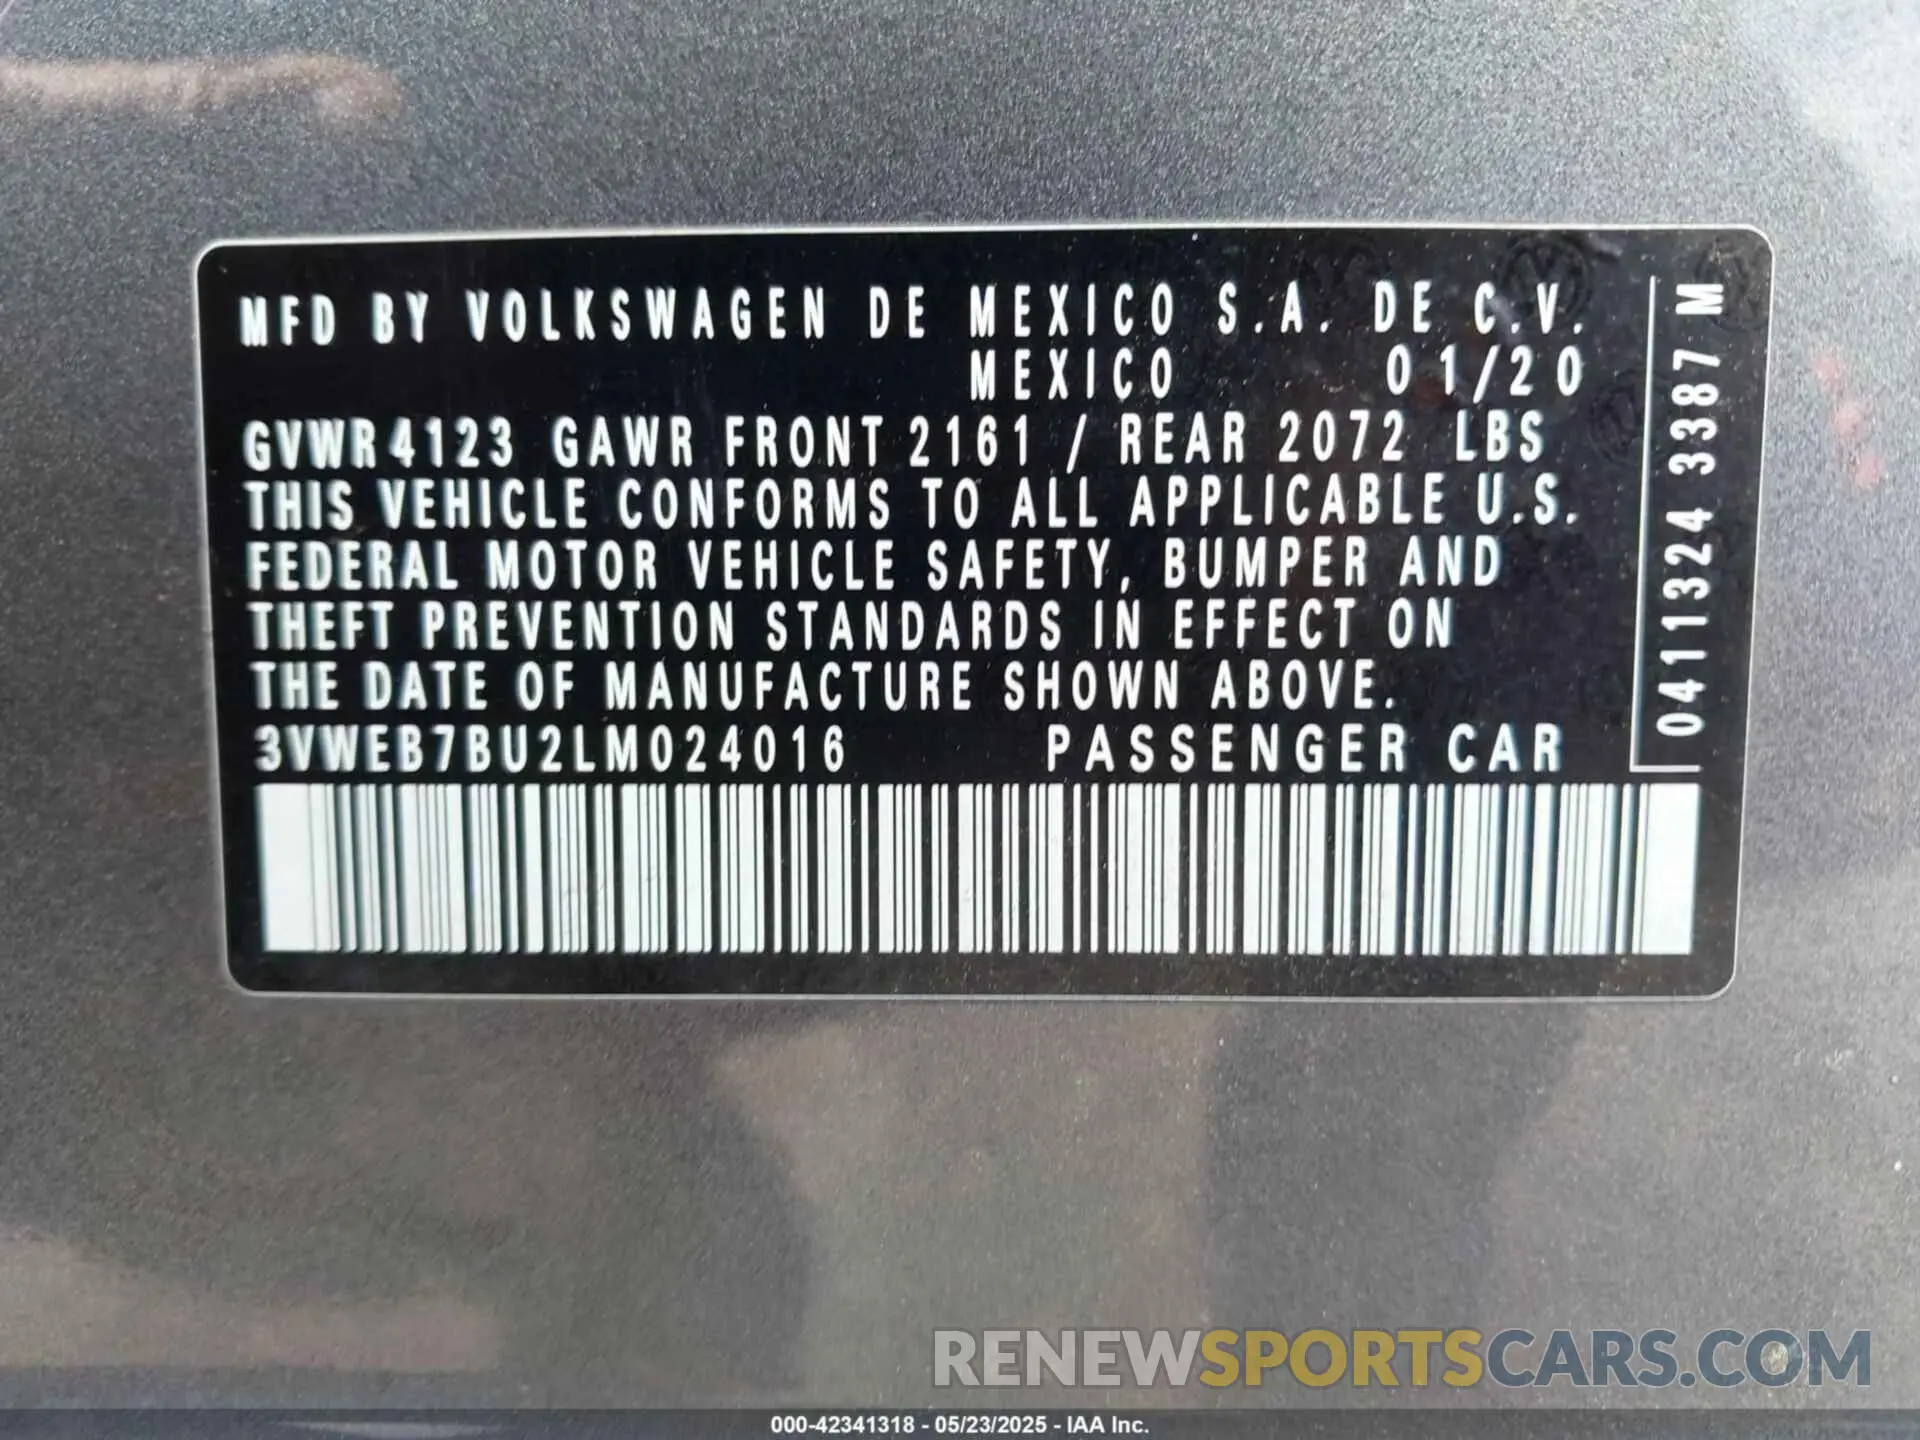 MFD BY VOLKSWAGEN DE MEXICO S.A. DE C.V.
MEXICO 01/20
GVWR 4123 GAWR FRONT 2161 / REAR 2072 LBS
THIS VEHICLE CONFORMS TO ALL APPLICABLE U.S.
FEDERAL MOTOR VEHICLE SAFETY, BUMPER AND
THEFT PREVENTION STANDARDS IN EFFECT ON
THE DATE OF MANUFACTURE SHOWN ABOVE.
3VWEB7BU2LM024016 PASSENGER CAR
0411324 3387 M
RENEWSPORTSCARS.COM
000-42341318 - 05/23/2025 - IAA Inc.